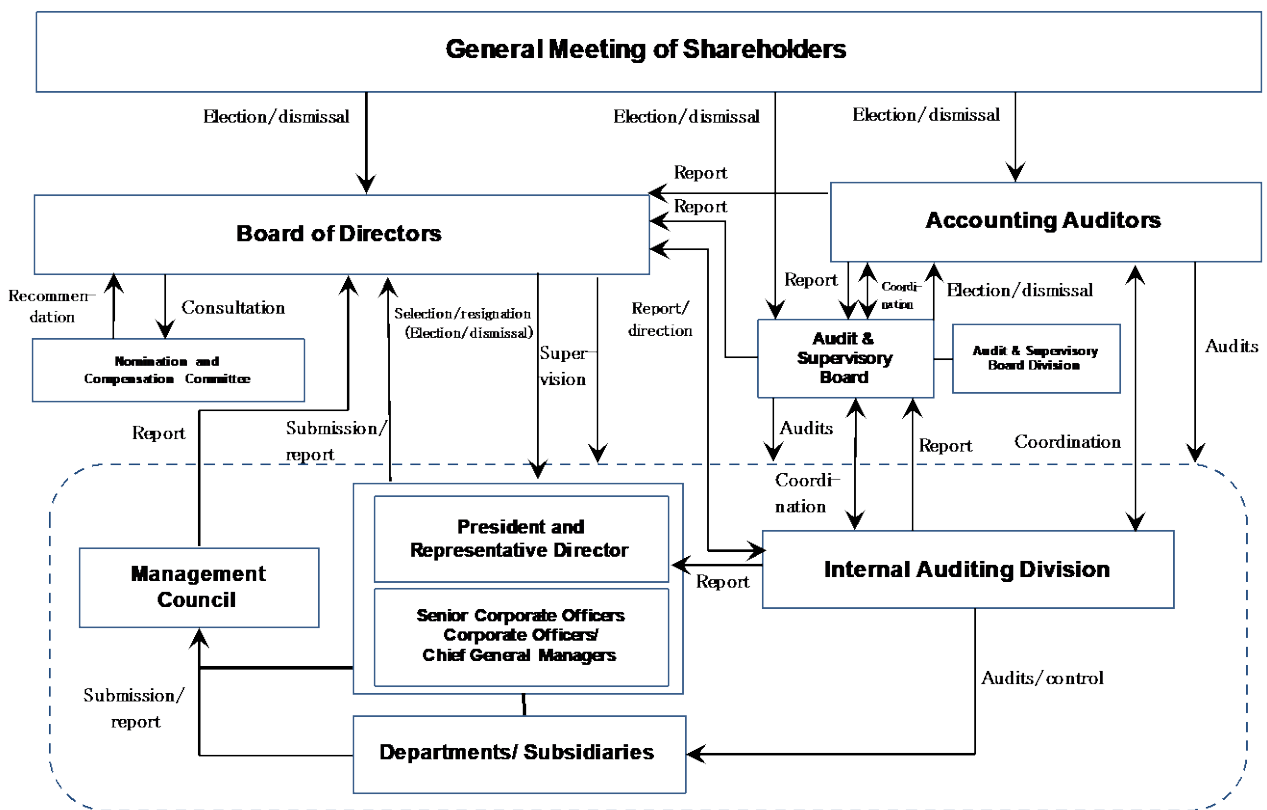 General Meeting of Shareholders
Election/dismissal
Election/dismissal
Election/dismissal
Report
Report
Accounting Auditors
Board of Directors
Recommen-
dation
Consultation
Selection/resignation
(Election/dismissal)
Super-
vision
Report/
direction
Report
Coordi-
nation
Election/dismissal
Audits
Nomination and
Compensation Committee
Audit &
Supervisory
Board
Audit & Supervisory
Board Division
Report
Submission/
report
Audits
Report
Coordination
Coordi-
nation
President and
Representative Director
Management
Council
Report
Internal Auditing Division
Senior Corporate Officers
Corporate Officers/
Chief General Managers
Submission/
report
Audits/control
Departments/ Subsidiaries